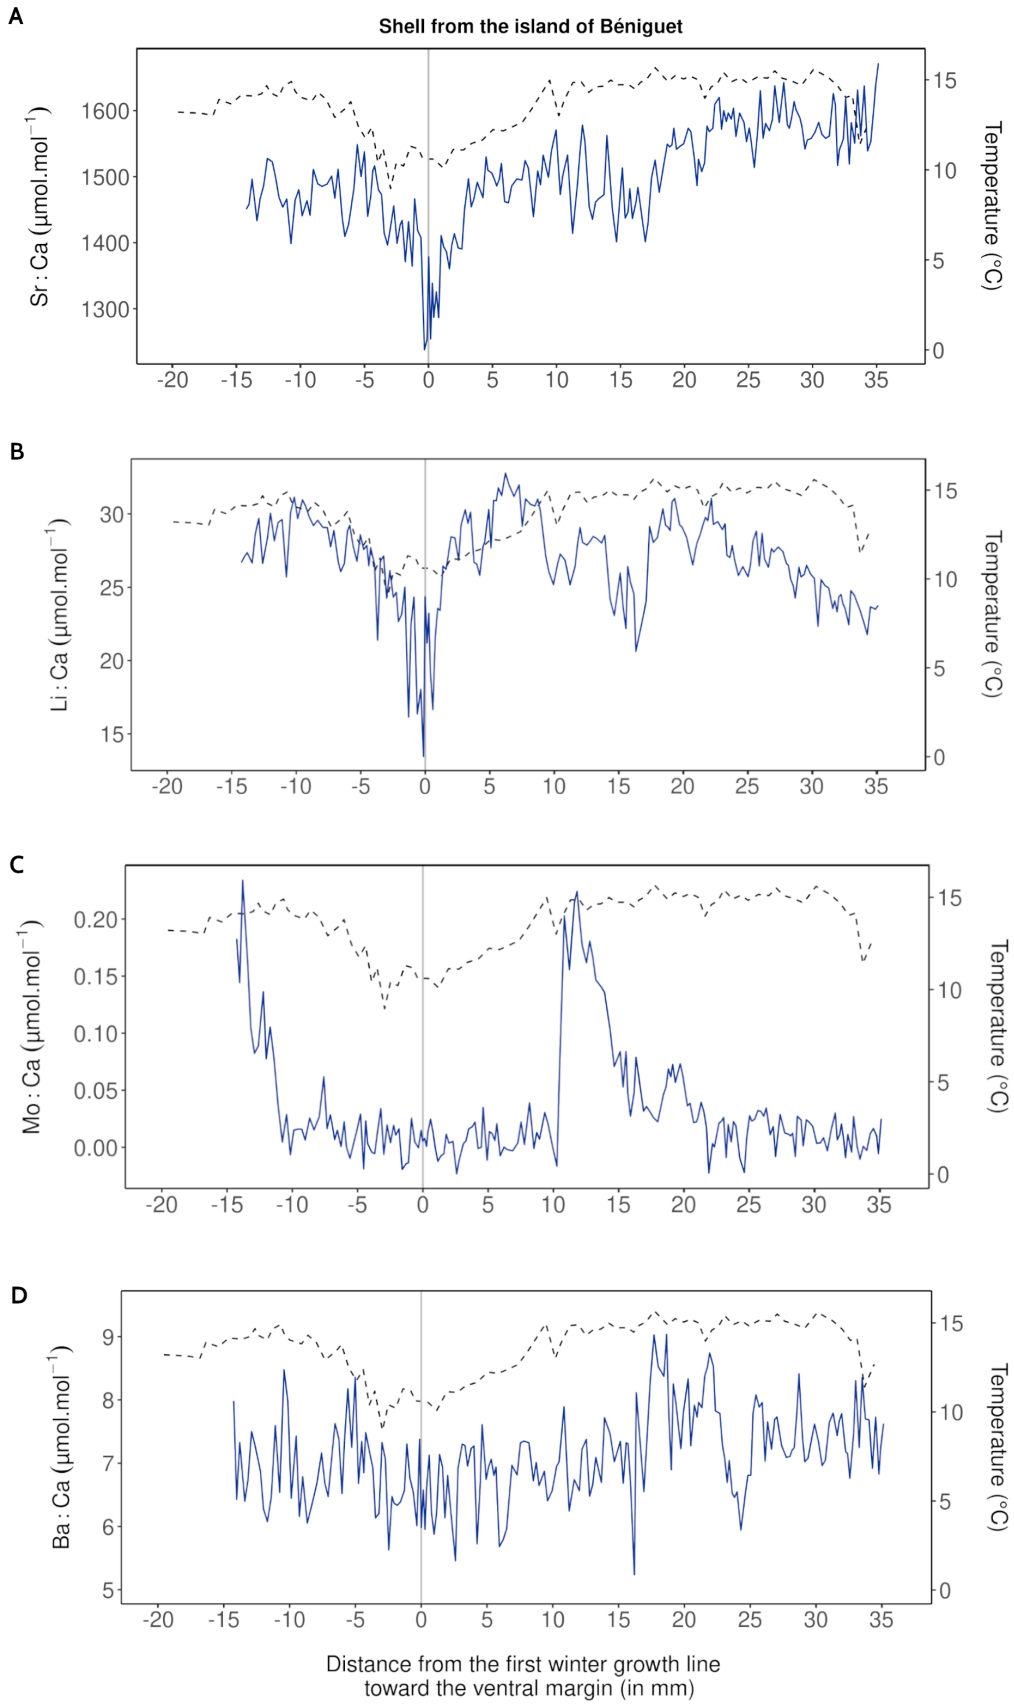 A
Shell from the island of Béniguet
Sr : Ca (µmol.mol⁻¹)
1600
1500
1400
1300
15
10
5
0
Temperature (°C)
-20 -15 -10 -5 0 5 10 15 20 25 30 35
B
Li : Ca (µmol.mol⁻¹)
30
25
20
15
15
10
5
0
Temperature (°C)
-20 -15 -10 -5 0 5 10 15 20 25 30 35
C
Mo : Ca (µmol.mol⁻¹)
0.20
0.15
0.10
0.05
0.00
15
10
5
0
Temperature (°C)
-20 -15 -10 -5 0 5 10 15 20 25 30 35
D
Ba : Ca (µmol.mol⁻¹)
9
8
7
6
5
15
10
5
0
Temperature (°C)
-20 -15 -10 -5 0 5 10 15 20 25 30 35
Distance from the first winter growth line
toward the ventral margin (in mm)